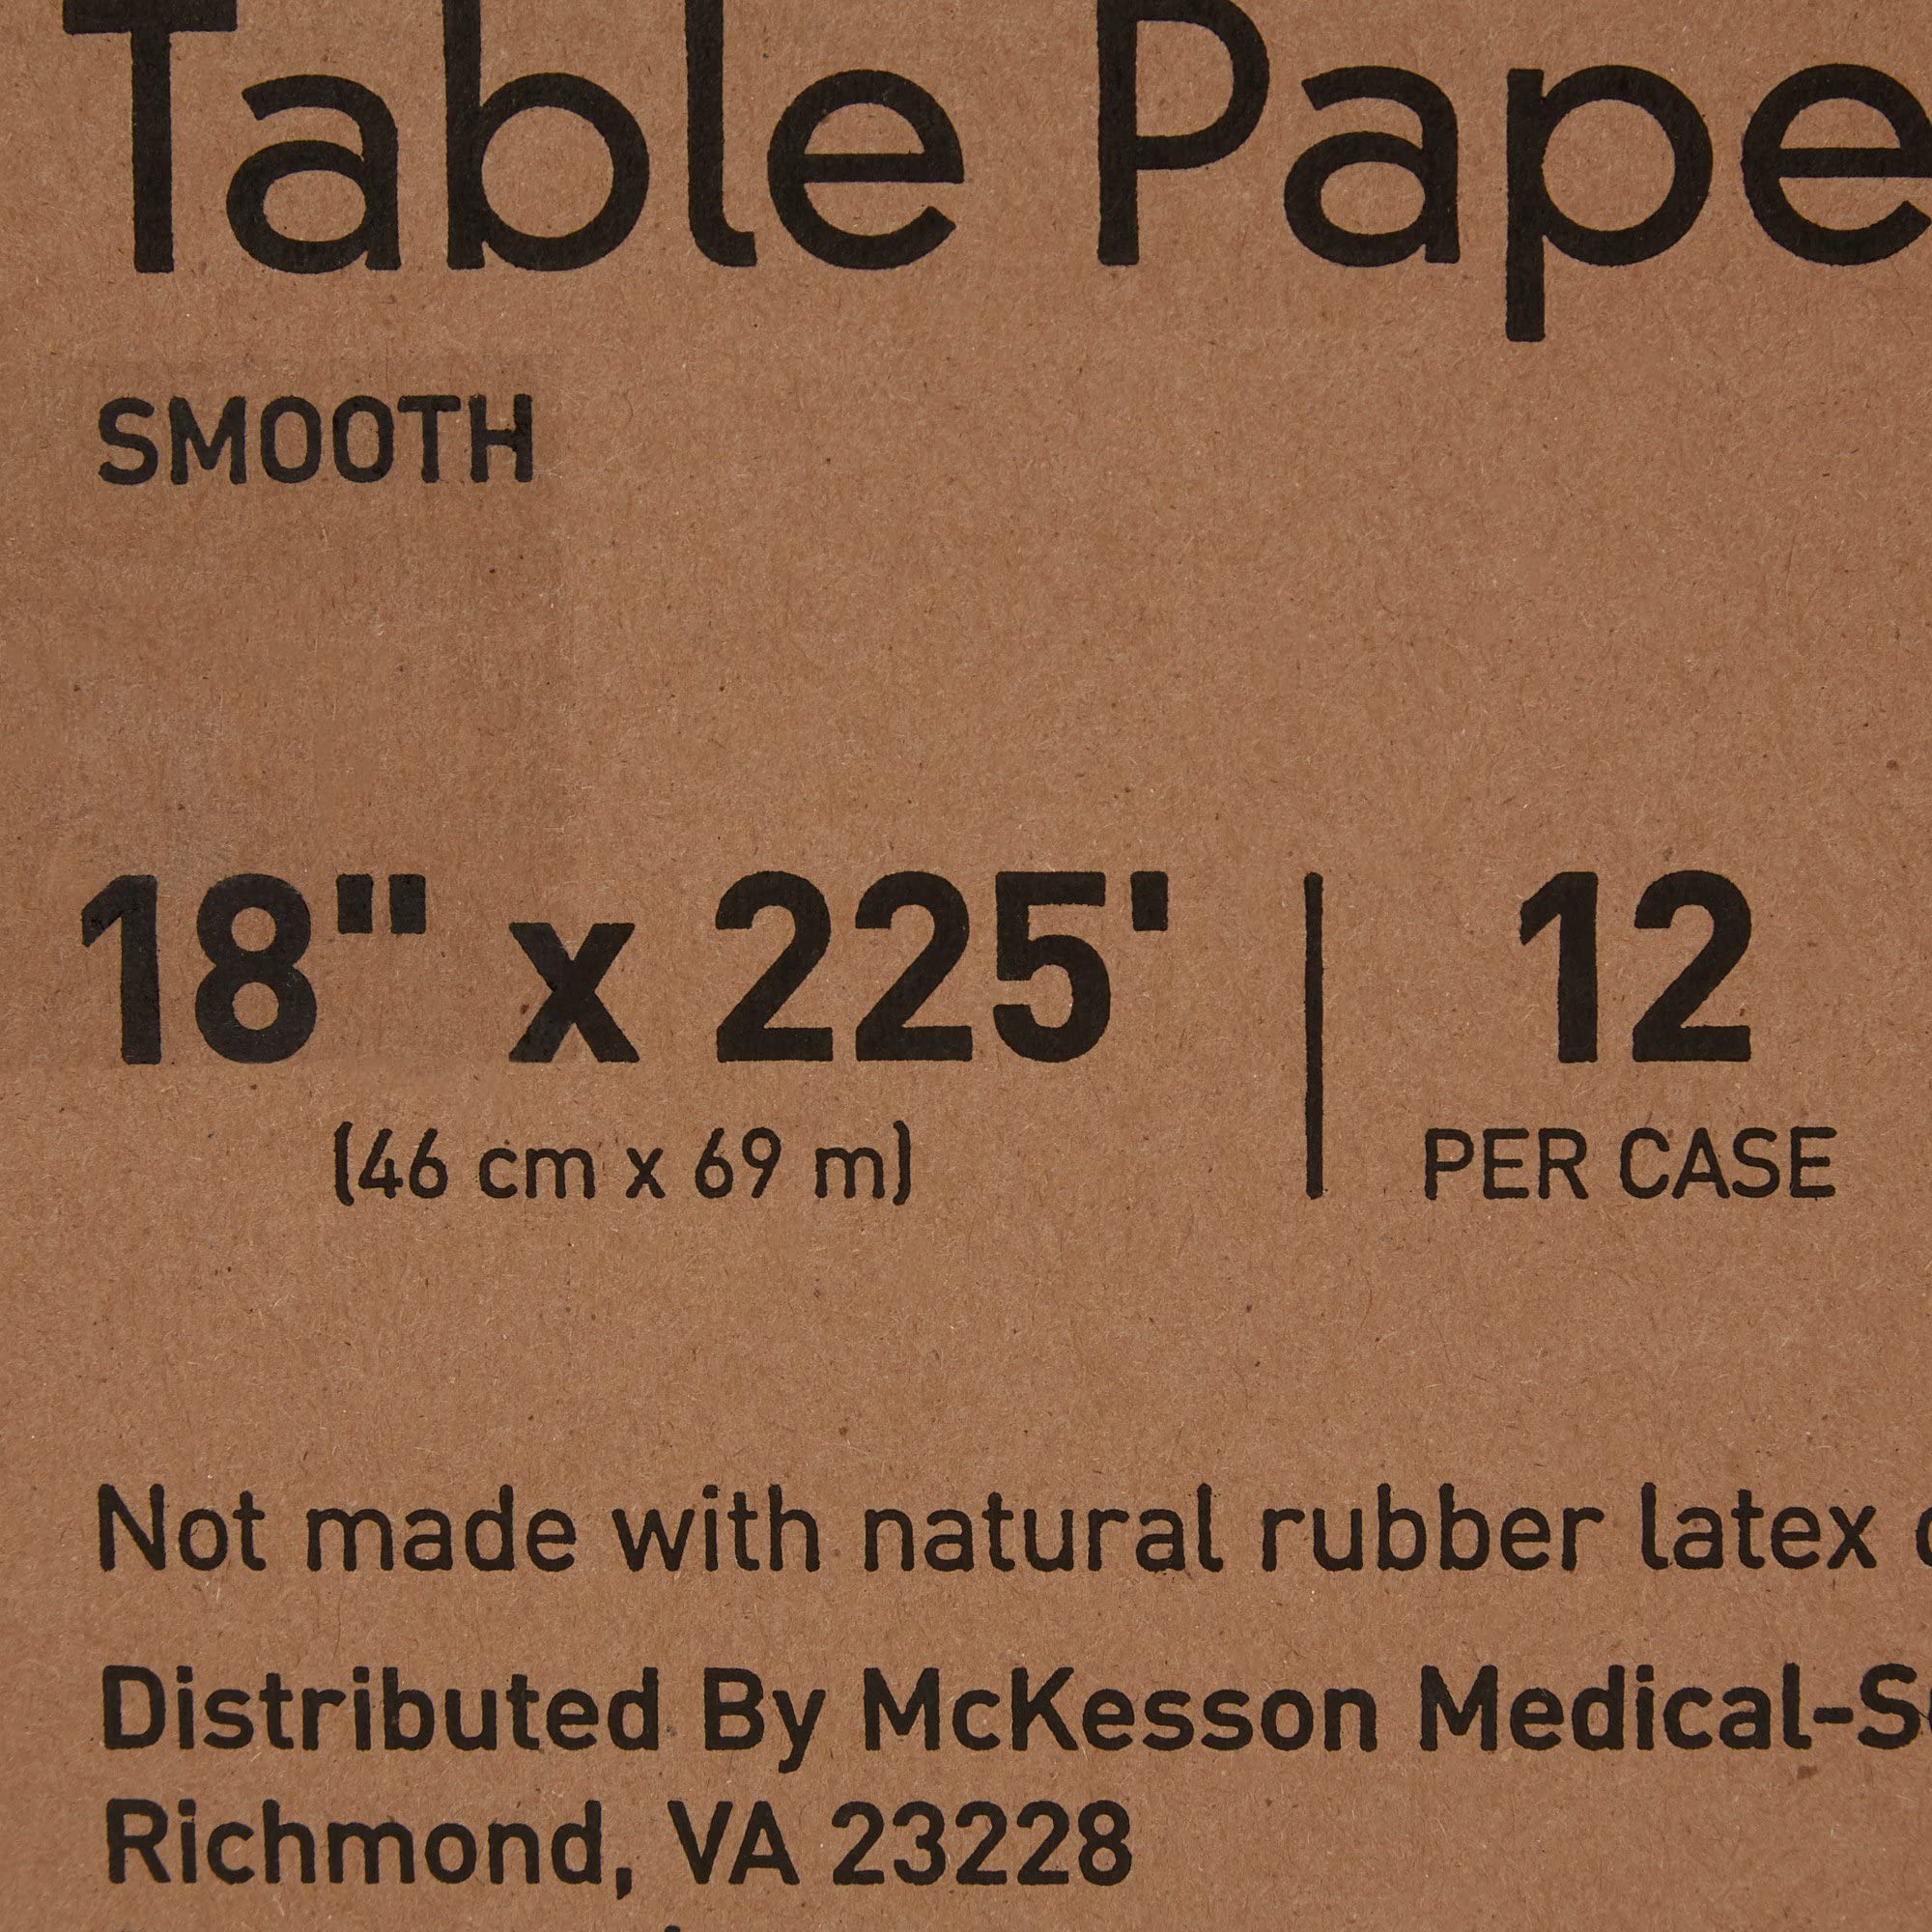 Table Pape
SMOOTH
18" x 225' | 12
(46 cm x 69 m) PER CASE
Not made with natural rubber latex
Distributed By McKesson Medical-S
Richmond, VA 23228